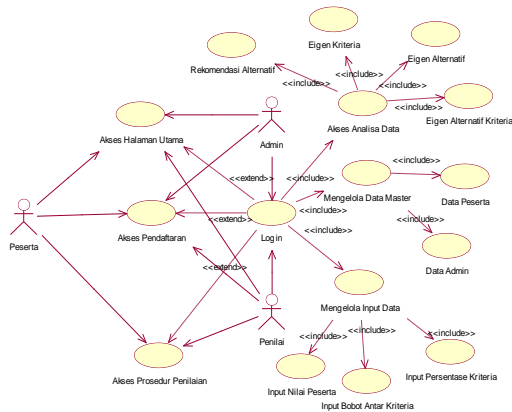 Eigen Kriteria
Rekomendasi Alternatif
Eigen Alternatif
<<include>>
<<include>>
<<include>>
<<include>>
Eigen Alternatif Kriteria
Akses Analisa Data
Akses Halaman Utama
Admin
<<include>>
<<extend>>
<<include>>
Mengelola Data Master
Data Peserta
<<include>>
<<include>>
Peserta
Akses Pendaftaran
<<extend>>
Login
<<include>>
Data Admin
<<extend>>
Mengelola Input Data
Penilai
<<include>>
<<include>>
<<include>>
Akses Prosedur Penilaian
Input Nilai Peserta
Input Bobot Antar Kriteria
Input Persentase Kriteria